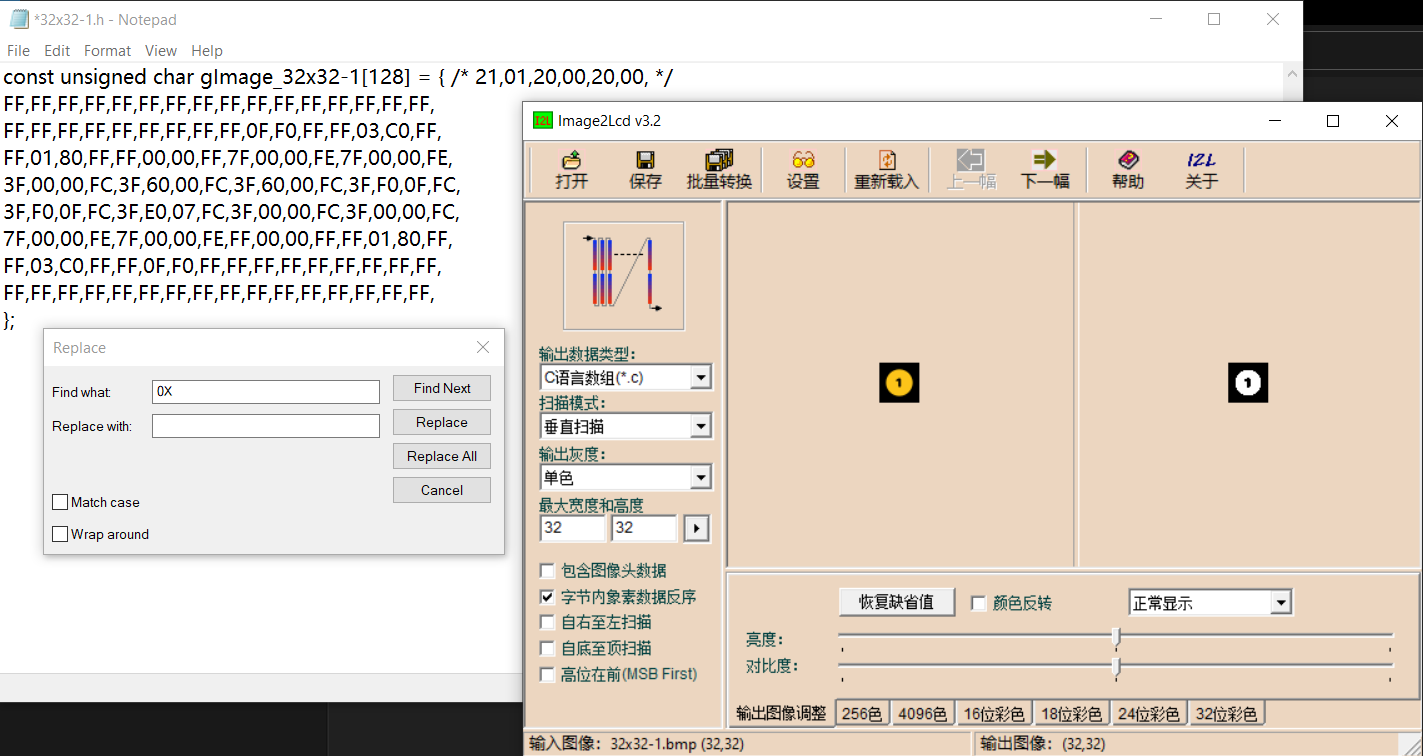 *32x32-1.h - Notepad
File Edit Format View Help
const unsigned char gImage_32x32-1[128] = { /* 21,01,20,00,20,00, */
FF,FF,FF,FF,FF,FF,FF,FF,FF,FF,FF,FF,FF,FF,FF,FF,
FF,FF,FF,FF,FF,FF,FF,FF,FF,0F,F0,FF,FF,03,C0,FF,
FF,01,80,FF,FF,00,00,FF,7F,00,00,FE,7F,00,00,FE,
3F,00,00,FC,3F,60,00,FC,3F,60,00,FC,3F,F0,0F,FC,
3F,F0,0F,FC,3F,E0,07,FC,3F,00,00,FC,3F,00,00,FC,
7F,00,00,FE,7F,00,00,FE,FF,00,00,FF,FF,01,80,FF,
FF,03,C0,FF,FF,0F,F0,FF,FF,FF,FF,FF,FF,FF,FF,FF,
FF,FF,FF,FF,FF,FF,FF,FF,FF,FF,FF,FF,FF,FF,FF,FF,
};
Replace
Find what: 0X Find Next
Replace with: Replace
Replace All
Cancel
Match case
Wrap around
I2L Image2Lcd v3.2
I2L
打开 保存 批量转换 设置 重新载入 上一幅 下一幅 帮助 关于
输出数据类型:
C语言数组(*.c)
扫描模式:
垂直扫描
输出灰度:
单色
最大宽度和高度
32 32
包含图像头数据
字节内象素数据反序
自右至左扫描
自底至顶扫描
高位在前(MSB First)
1 1
恢复缺省值 颜色反转 正常显示
亮度:
对比度:
输出图像调整 256色 4096色 16位彩色 18位彩色 24位彩色 32位彩色
输入图像: 32x32-1.bmp (32,32) 输出图像: (32,32)